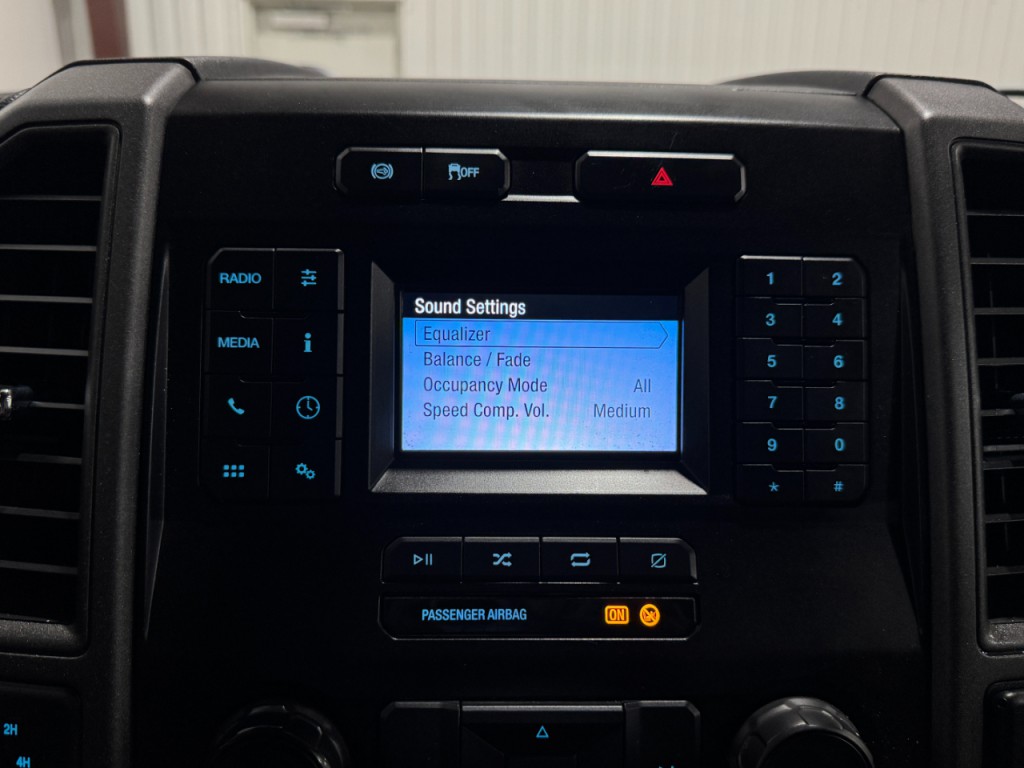 OFF
RADIO
MEDIA
Sound Settings
Equalizer
Balance / Fade
Occupancy Mode All
Speed Comp. Vol. Medium
1 2
3 4
5 6
7 8
9 0
* #
PASSENGER AIRBAG ON
2H
4H